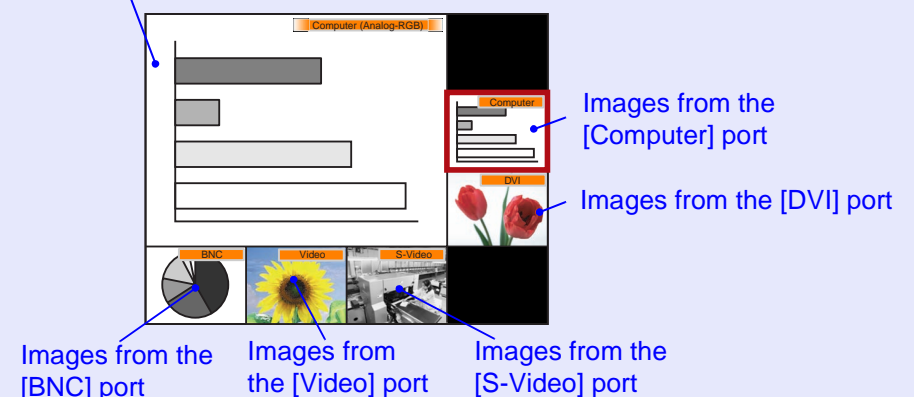 Computer (Analog-RGB)
Computer
Images from the
[Computer] port
DVI
Images from the [DVI] port
BNC
Video
S-Video
Images from the
[BNC] port
Images from
the [Video] port
Images from the
[S-Video] port